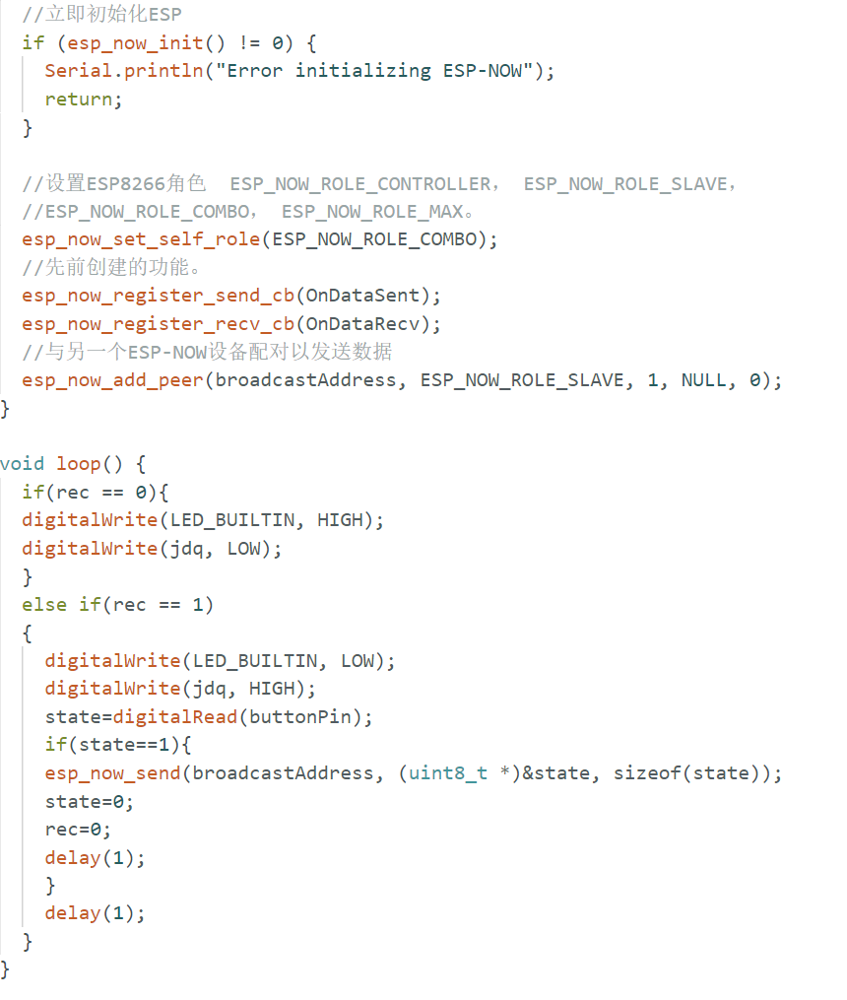 //立即初始化ESP
if (esp_now_init() != 0) {
Serial.println("Error initializing ESP-NOW");
return;
}
//设置ESP8266角色  ESP_NOW_ROLE_CONTROLLER， ESP_NOW_ROLE_SLAVE，
//ESP_NOW_ROLE_COMBO， ESP_NOW_ROLE_MAX。
esp_now_set_self_role(ESP_NOW_ROLE_COMBO);
//先前创建的功能。
esp_now_register_send_cb(OnDataSent);
esp_now_register_recv_cb(OnDataRecv);
//与另一个ESP-NOW设备配对以发送数据
esp_now_add_peer(broadcastAddress, ESP_NOW_ROLE_SLAVE, 1, NULL, 0);
}
void loop() {
if(rec == 0){
digitalWrite(LED_BUILTIN, HIGH);
digitalWrite(jdq, LOW);
}
else if(rec == 1)
{
digitalWrite(LED_BUILTIN, LOW);
digitalWrite(jdq, HIGH);
state=digitalRead(buttonPin);
if(state==1){
esp_now_send(broadcastAddress, (uint8_t *)&state, sizeof(state));
state=0;
rec=0;
delay(1);
}
delay(1);
}
}